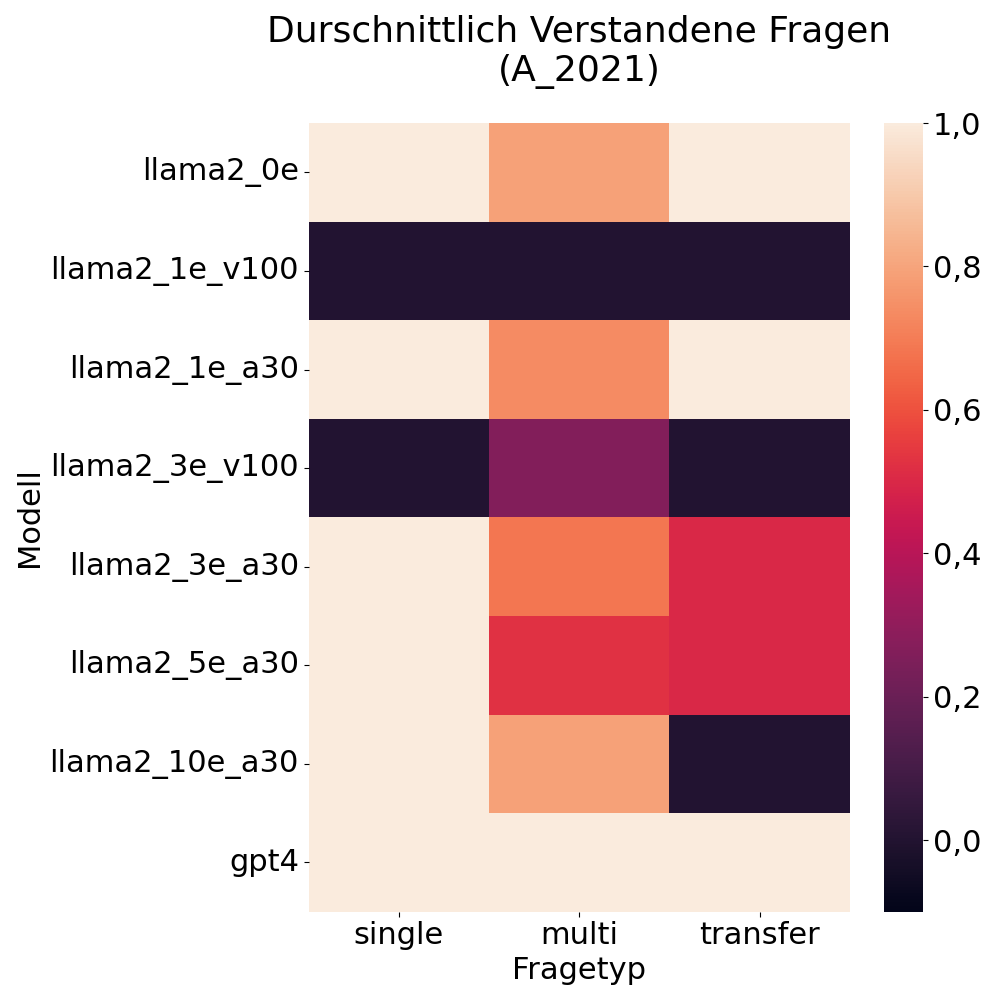 Durschnittlich Verstandene Fragen
(A_2021)
Modell
llama2_0e
llama2_1e_v100
llama2_1e_a30
llama2_3e_v100
llama2_3e_a30
llama2_5e_a30
llama2_10e_a30
gpt4
single multi transfer
Fragetyp
1,0
0,8
0,6
0,4
0,2
0,0